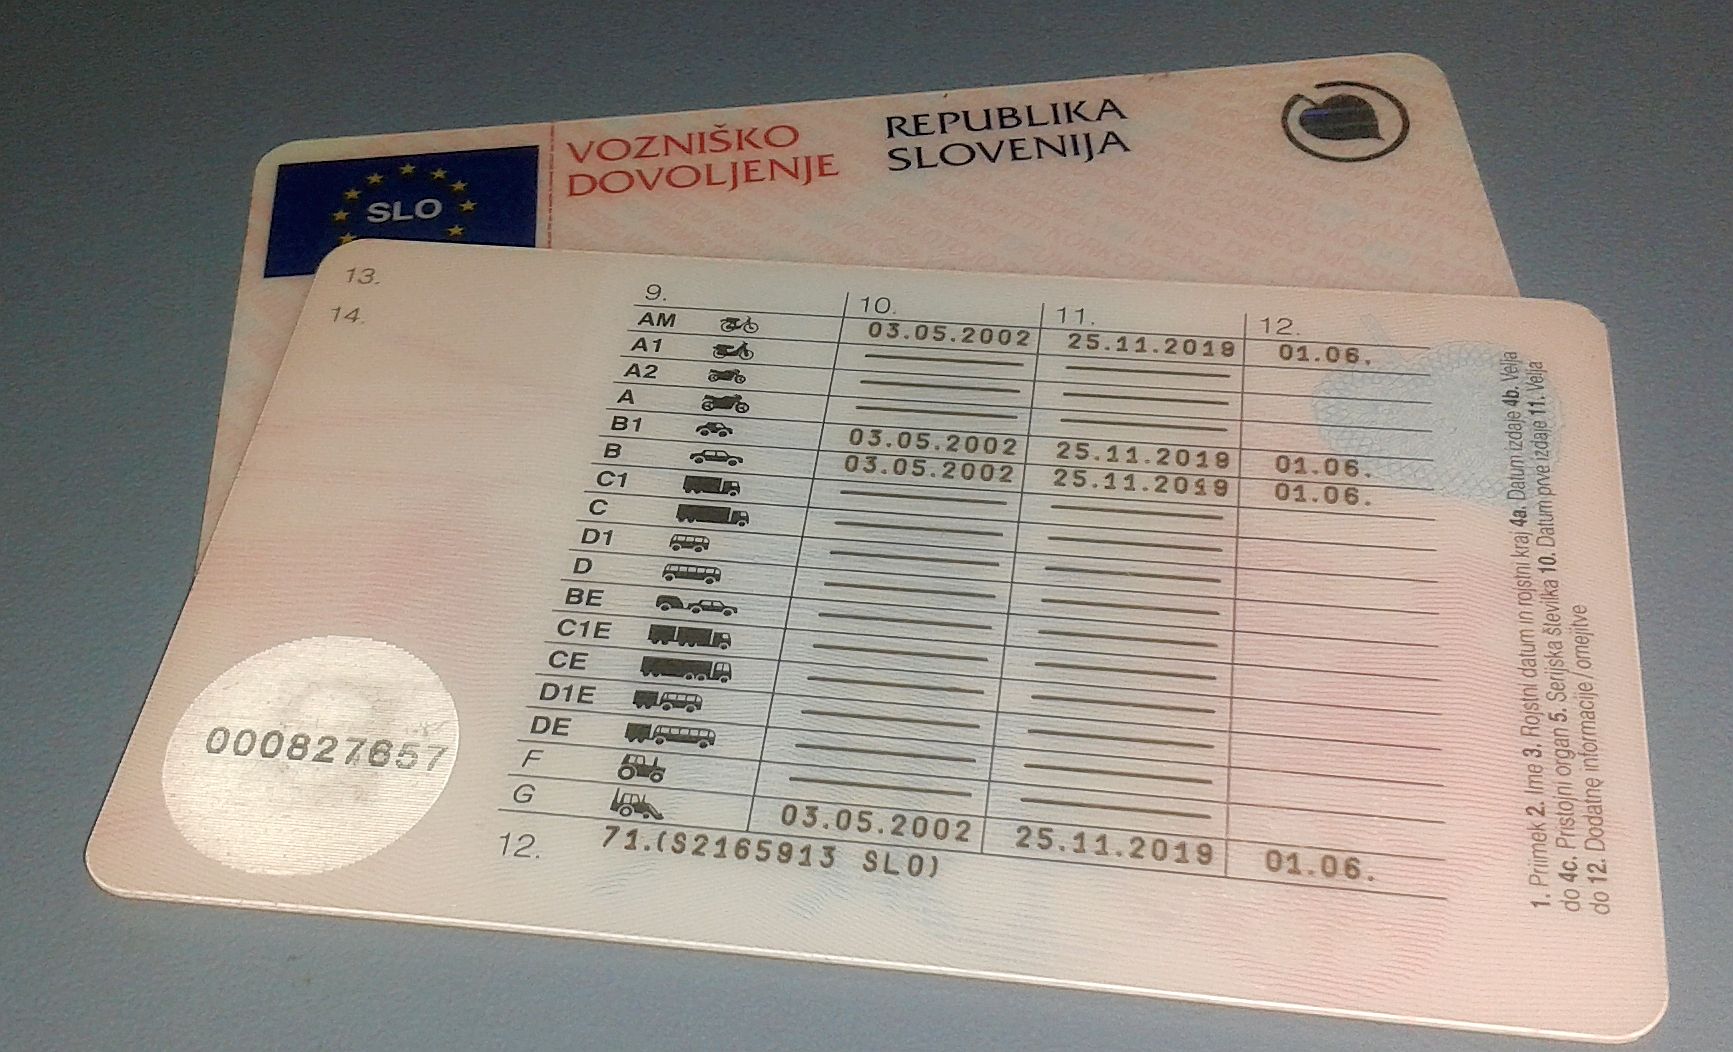 VOZNIŠKO
DOVOLJENJE
REPUBLIKA
SLOVENIJA
SLO
13.
14.
9. 10. 11. 12.
AM 03.05.2002 25.11.2019 01.06.
A1
A2
A
B1 03.05.2002 25.11.2019 01.06.
B 03.05.2002 25.11.2019 01.06.
C1
C
D1
D
BE
C1E
CE
D1E
DE
F
G 03.05.2002 25.11.2019 01.06.
12. 71.(S2165913 SLO)
000827657
1. Priimek 2. Ime 3. Rojstni datum in rojstni kraj 4a. Datum izdaje 4b. Velja
do 4c. Pristojni organ 5. Serijska številka 10. Datum prve izdaje 11. Velja
do 12. Dodatne informacije/omejitve